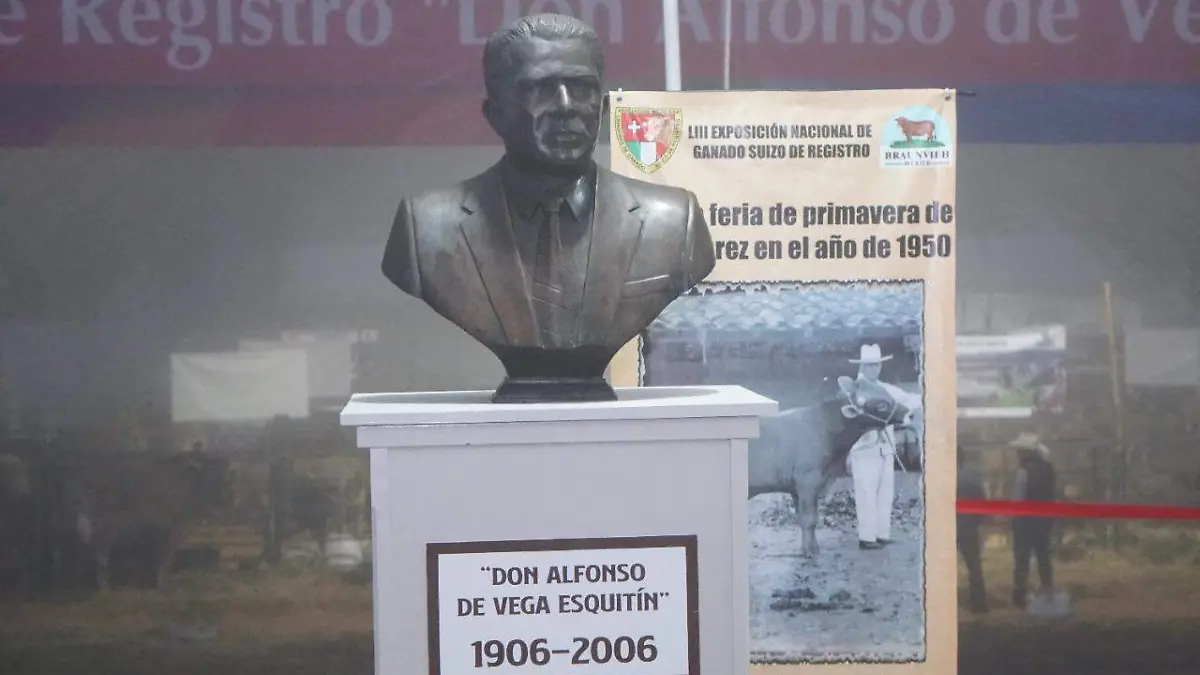 e Registro "Don Alfonso de Ve
LIII EXPOSICIÓN NACIONAL DE
GANADO SUIZO DE REGISTRO
BRAUNVIEH
feria de primavera de
rez en el año de 1950
"DON ALFONSO
DE VEGA ESQUITÍN"
1906–2006